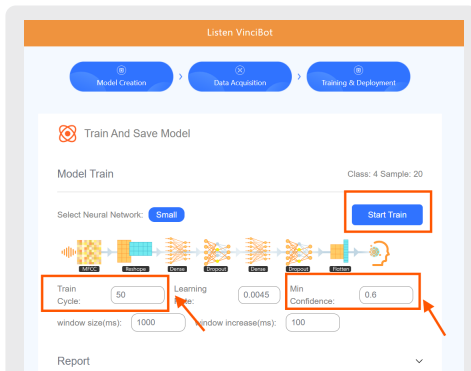 Listen VinciBot
Model Creation
Data Acquisition
Training & Deployment
Train And Save Model
Model Train
Class: 4 Sample: 20
Select Neural Network: Small
Start Train
MFCC Reshape Dense Dropout Dense Dropout Flatten
Train Cycle: 50
Learning
0.0045
Min Confidence: 0.6
window size(ms): 1000
window increase(ms): 100
Report